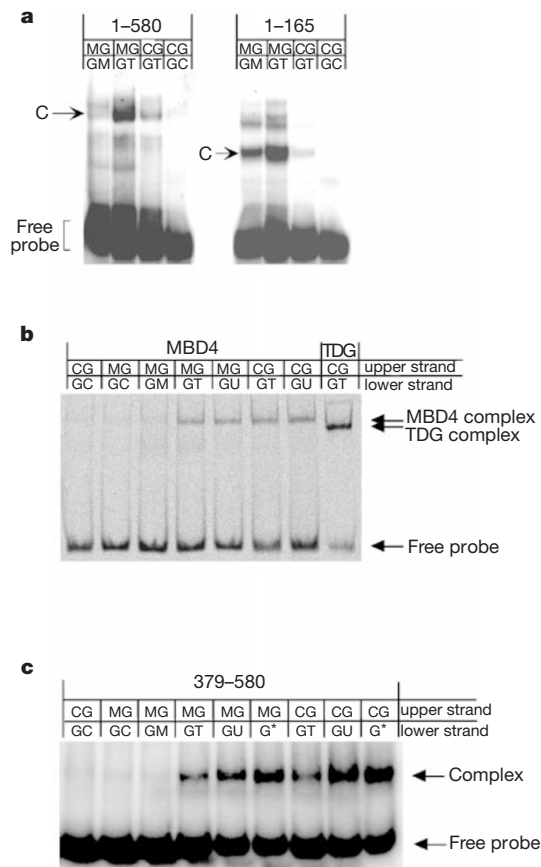 a
1–580 1–165
MG MG CG CG MG MG CG CG
GM GT GT GC GM GT GT GC
C
C
Free
probe
b
MBD4 TDG
CG MG MG MG MG CG CG CG upper strand
GC GC GM GT GU GT GU GT lower strand
MBD4 complex
TDG complex
Free probe
c
379–580
CG MG MG MG MG MG CG CG CG upper strand
GC GC GM GT GU G* GT GU G* lower strand
Complex
Free probe